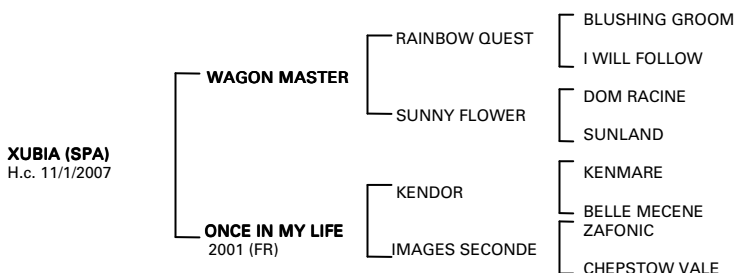 BLUSHING GROOM
RAINBOW QUEST
I WILL FOLLOW
WAGON MASTER
DOM RACINE
SUNNY FLOWER
SUNLAND
XUBIA (SPA)
H.c. 11/1/2007
KENMARE
KENDOR
BELLE MECENE
ONCE IN MY LIFE
2001 (FR)
ZAFONIC
IMAGES SECONDE
CHEPSTOW VALE